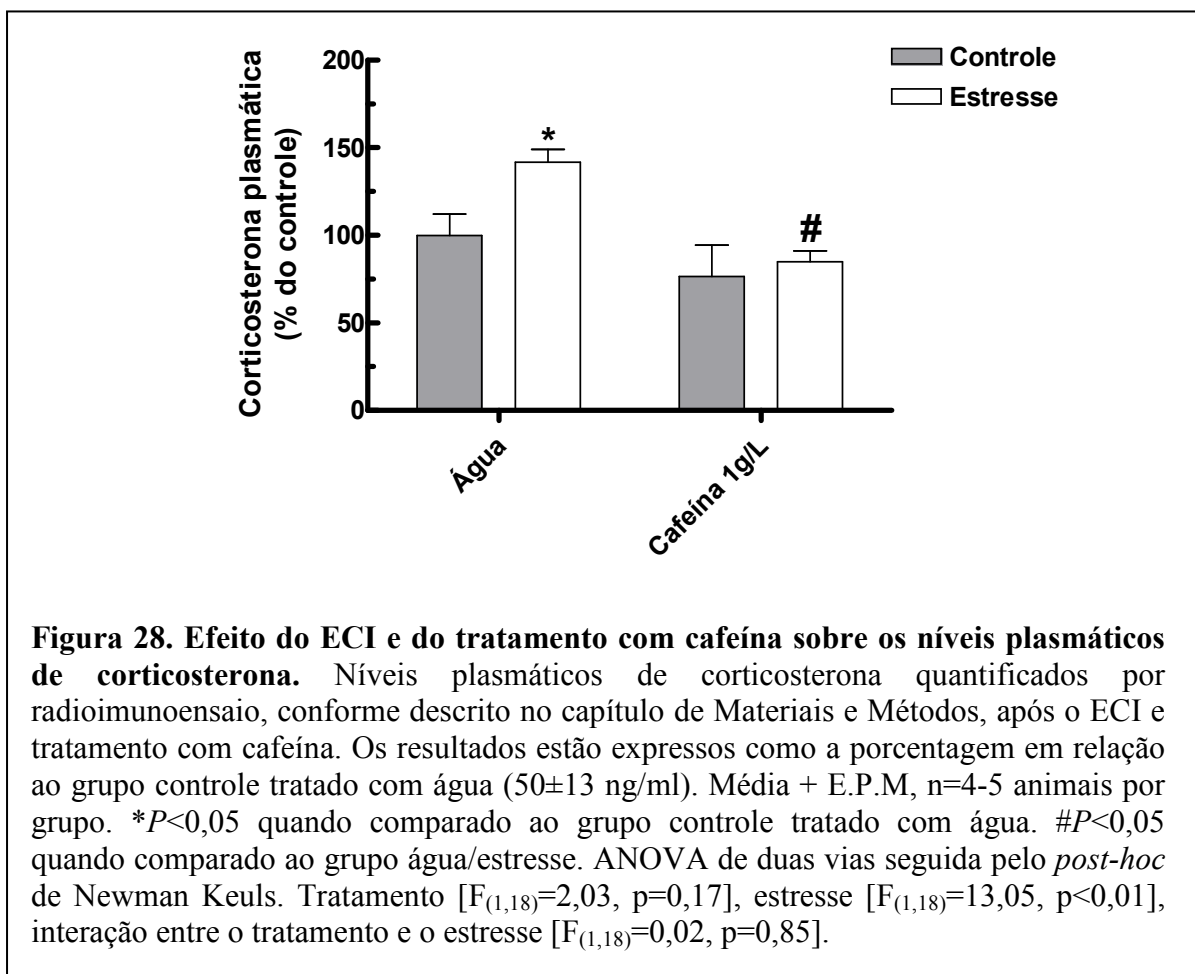 200
150
100
50
0
Corticosterona plasmática
(% do controle)
Controle
Estresse
*
#
Água
Cafeína 1g/L
Figura 28. Efeito do ECI e do tratamento com cafeína sobre os níveis plasmáticos
de corticosterona. Níveis plasmáticos de corticosterona quantificados por
radioimunoensaio, conforme descrito no capítulo de Materiais e Métodos, após o ECI e
tratamento com cafeína. Os resultados estão expressos como a porcentagem em relação
ao grupo controle tratado com água (50±13 ng/ml). Média + E.P.M, n=4-5 animais por
grupo. *P<0,05 quando comparado ao grupo controle tratado com água. #P<0,05
quando comparado ao grupo água/estresse. ANOVA de duas vias seguida pelo post-hoc
de Newman Keuls. Tratamento [F(1,18)=2,03, p=0,17], estresse [F(1,18)=13,05, p<0,01],
interação entre o tratamento e o estresse [F(1,18)=0,02, p=0,85].